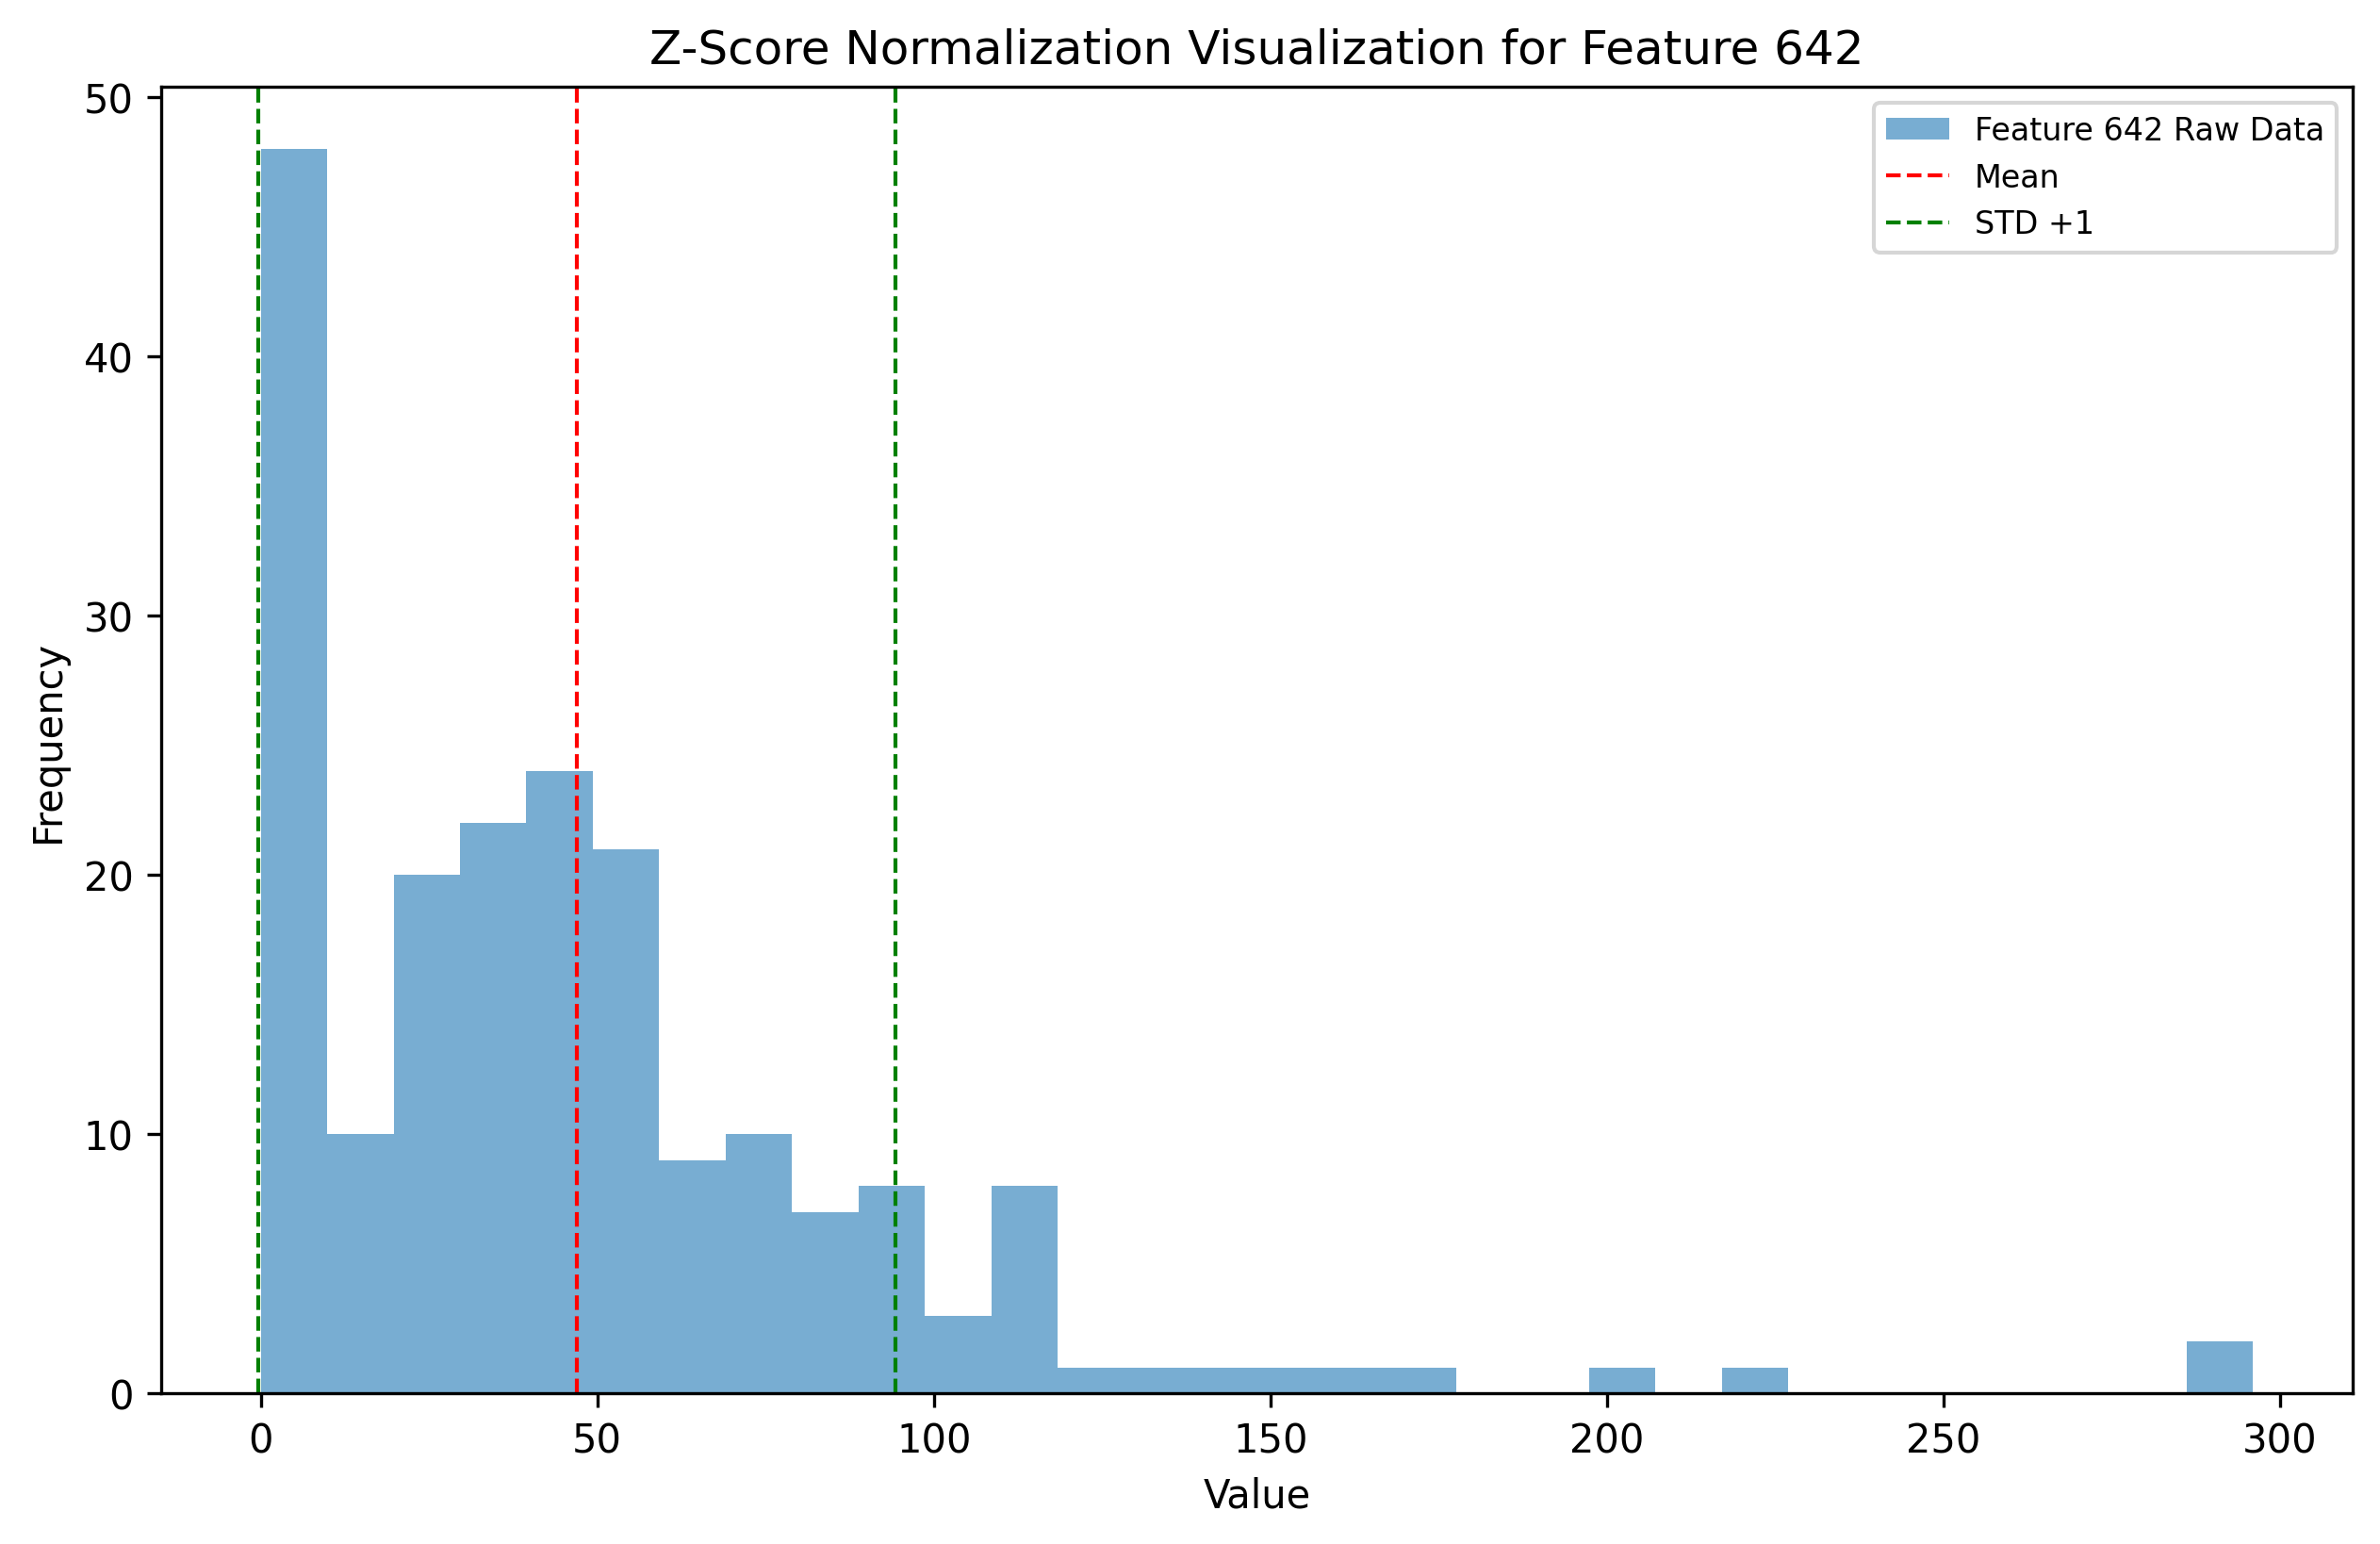 Z-Score Normalization Visualization for Feature 642
Feature 642 Raw Data
Mean
STD +1
Frequency
50
40
30
20
10
0
0 50 100 150 200 250 300
Value